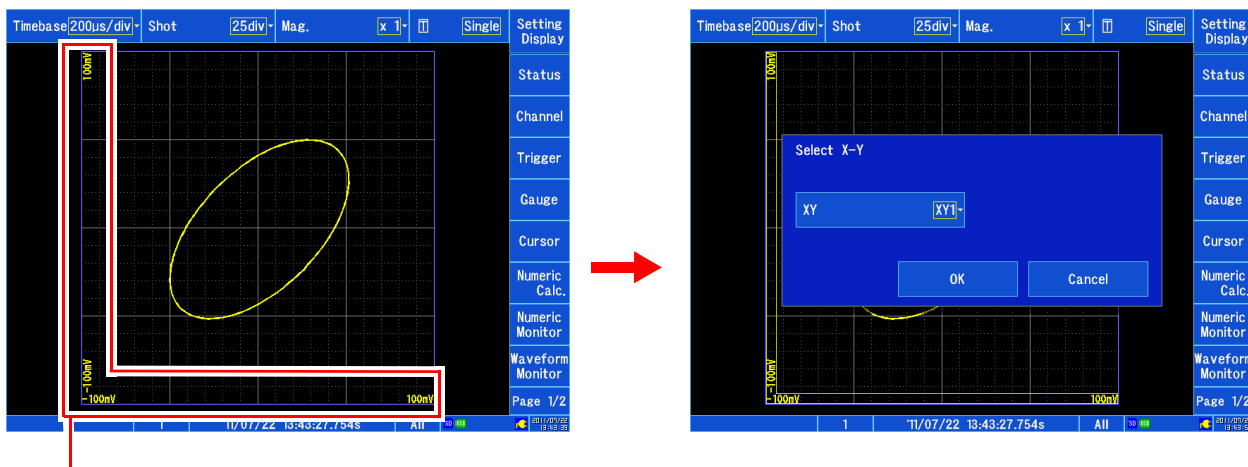 Timebase 200µs/div Shot 25div Mag. x 1 Single
Setting
Display
100mV
Status
Channel
Trigger
Gauge
Cursor
Numeric
Calc.
Numeric
Monitor
Waveform
Monitor
-100mV
-100mV 100mV
Page 1/2
1 '11/07/22 13:43:27.754s All
Timebase 200µs/div Shot 25div Mag. x 1 Single
Setting
Display
100mV
Status
Channel
Trigger
Gauge
Cursor
Numeric
Calc.
Numeric
Monitor
Waveform
Monitor
Select X-Y
XY XY1
OK Cancel
-100mV
-100mV 100mV
Page 1/2
1 '11/07/22 13:43:27.754s All